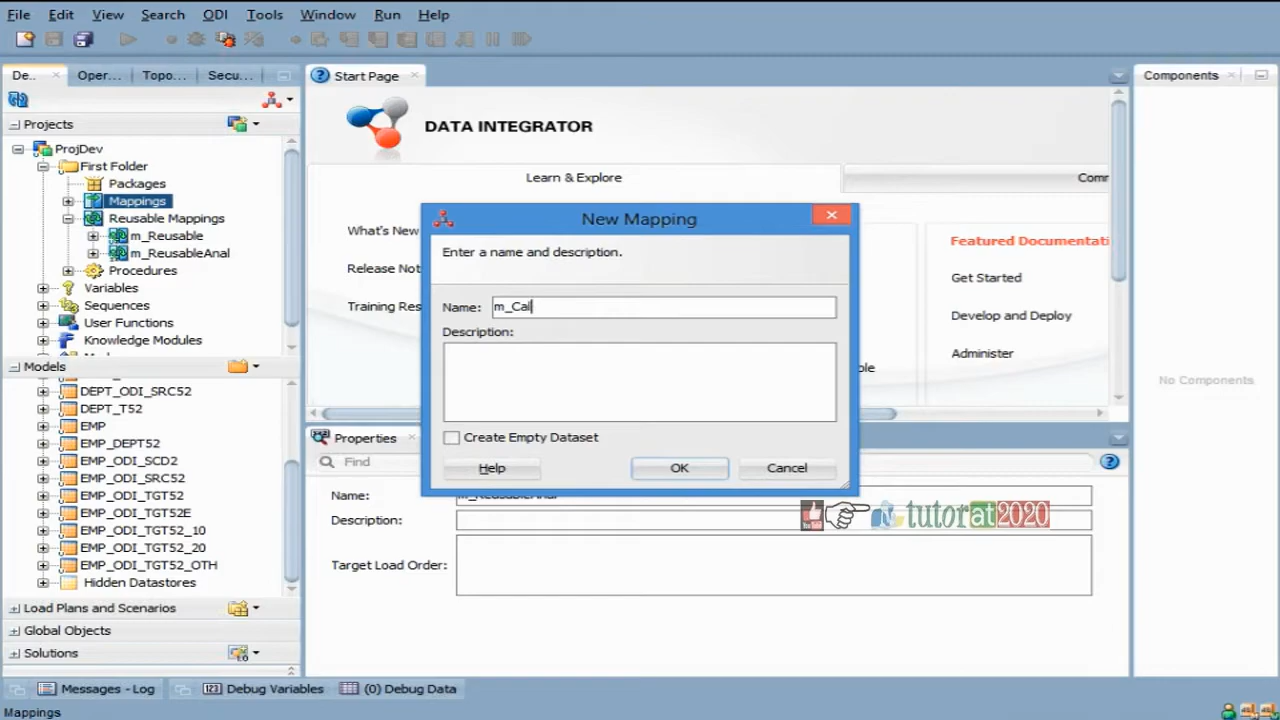 File Edit View Search ODI Tools Window Run Help
De.. Oper... Topo... Secu...
Start Page
Components
Projects
ProjDev
First Folder
Packages
Mappings
Reusable Mappings
m_Reusable
m_ReusableAnal
Procedures
Variables
Sequences
User Functions
Knowledge Modules
Models
DEPT_ODI_SRC52
DEPT_T52
EMP
EMP_DEPT52
EMP_ODI_SCD2
EMP_ODI_SRC52
EMP_ODI_TGT52
EMP_ODI_TGT52E
EMP_ODI_TGT52_10
EMP_ODI_TGT52_20
EMP_ODI_TGT52_OTH
Hidden Datastores
Load Plans and Scenarios
Global Objects
Solutions
DATA INTEGRATOR
Learn & Explore
Comr
What's New
Release Not
Training Res
Featured Documentati
Get Started
Develop and Deploy
Administer
ole
No Components
New Mapping
Enter a name and description.
Name: m_Cal
Description:
Create Empty Dataset
Help OK Cancel
Properties
Find
Name: m_ReusableAnal
Description:
Target Load Order:
tutorat2020
Messages - Log Debug Variables (0) Debug Data
Mappings